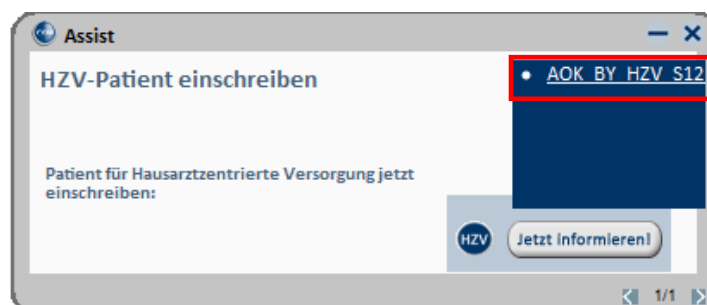 Assist
HZV-Patient einschreiben
AOK_BY_HZV_S12
Patient für Hausarztzentrierte Versorgung jetzt
einschreiben:
HZV
Jetzt informieren!
1/1